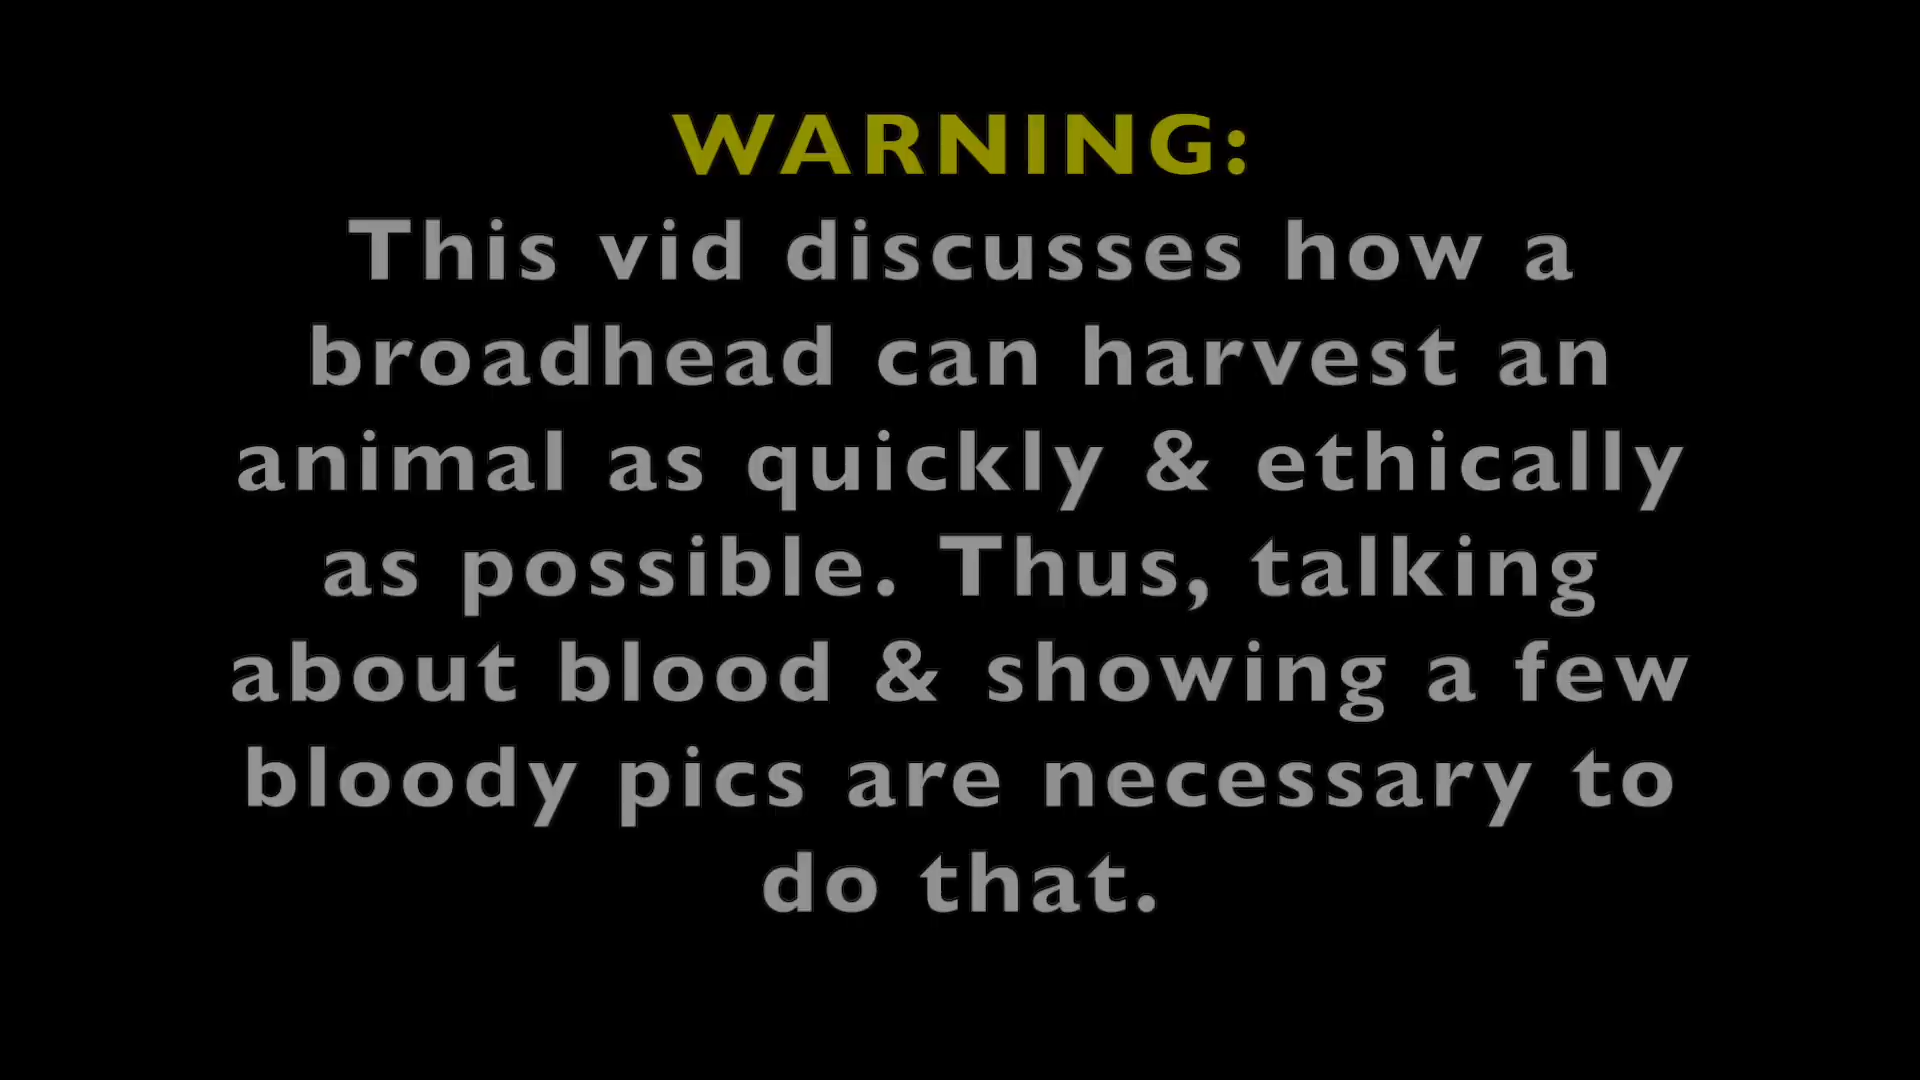 WARNING:
This vid discusses how a
broadhead can harvest an
animal as quickly & ethically
as possible. Thus, talking
about blood & showing a few
bloody pics are necessary to
do that.